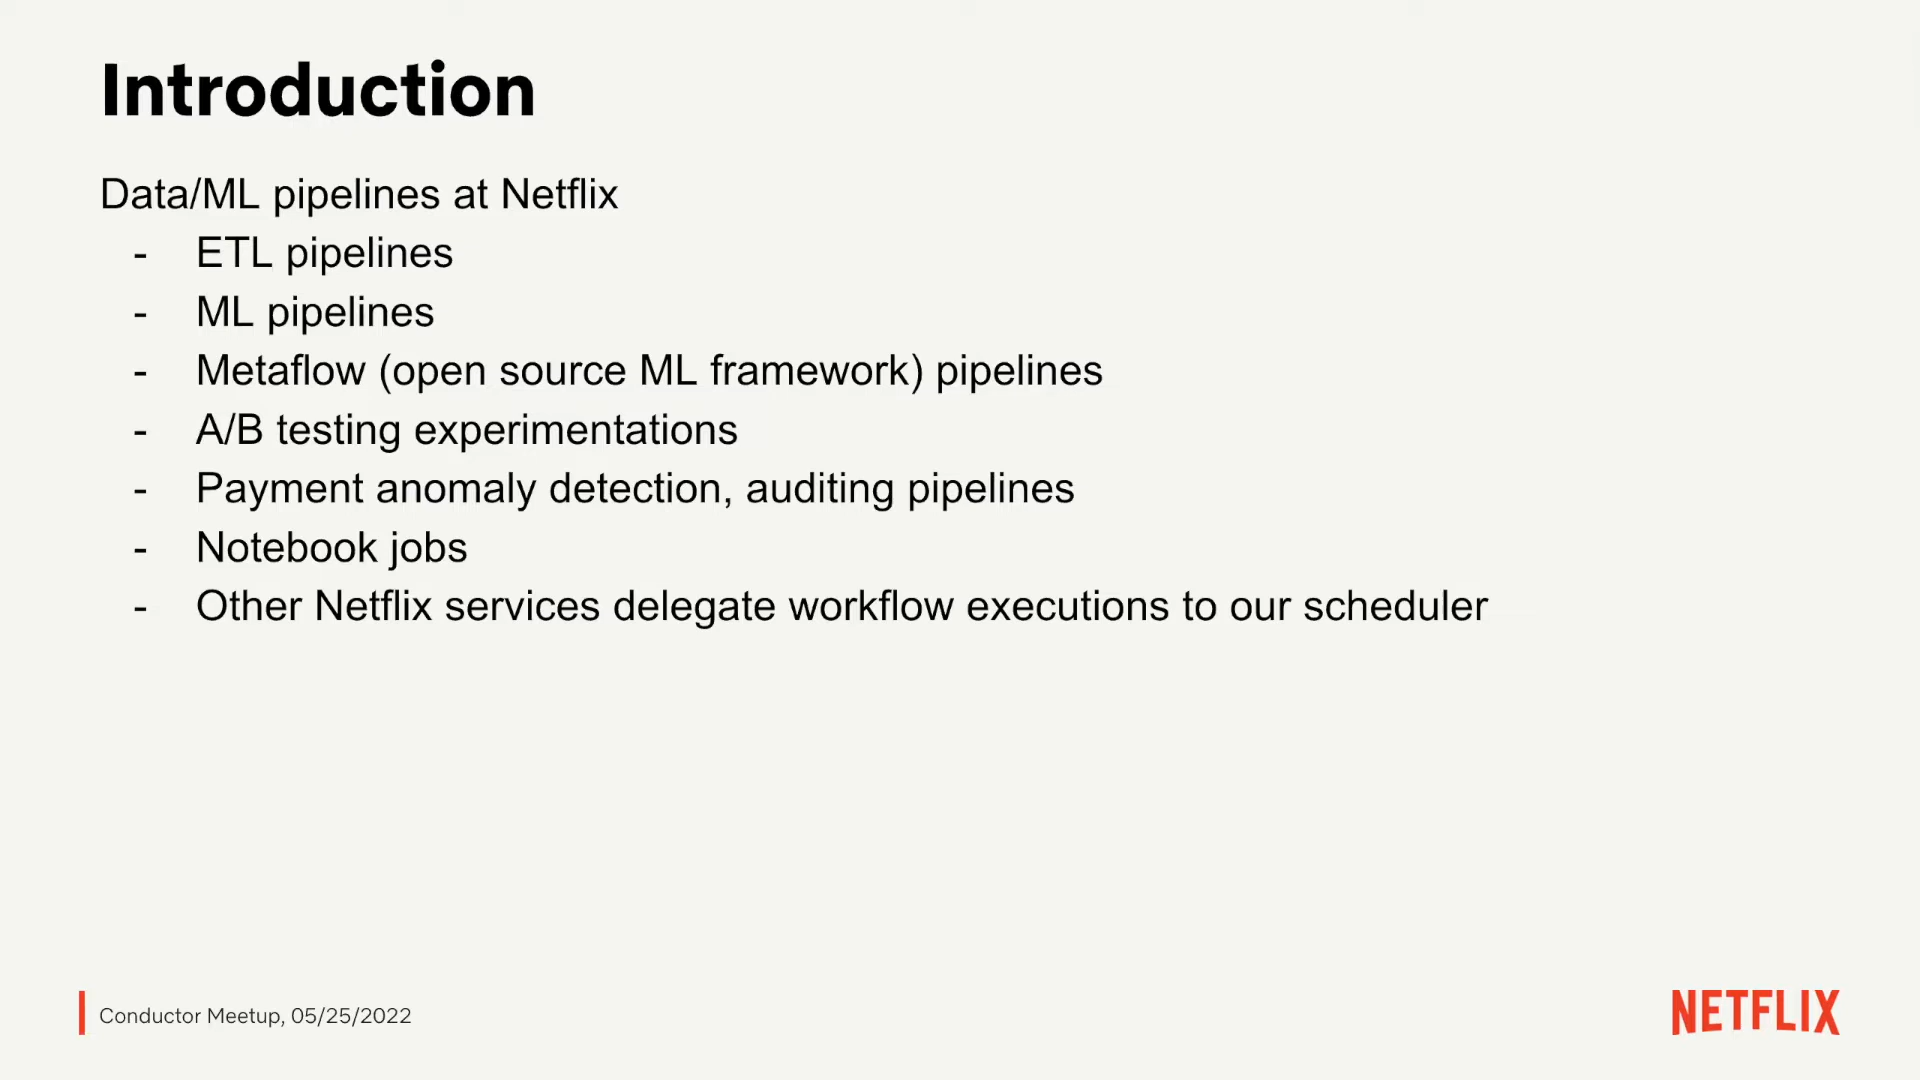 Introduction
Data/ML pipelines at Netflix
- ETL pipelines
- ML pipelines
- Metaflow (open source ML framework) pipelines
- A/B testing experimentations
- Payment anomaly detection, auditing pipelines
- Notebook jobs
- Other Netflix services delegate workflow executions to our scheduler
Conductor Meetup, 05/25/2022
NETFLIX